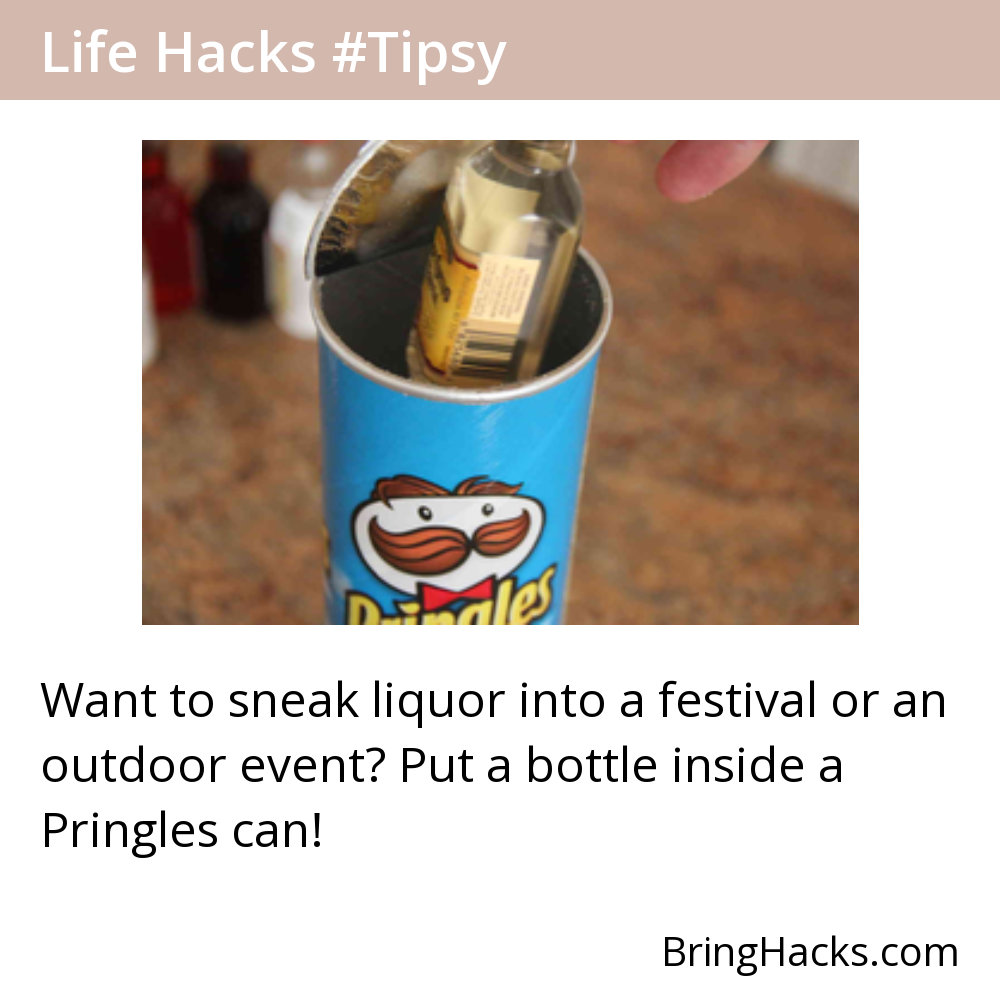 Life Hacks #Tipsy
Pringles
Want to sneak liquor into a festival or an
outdoor event? Put a bottle inside a
Pringles can!
BringHacks.com